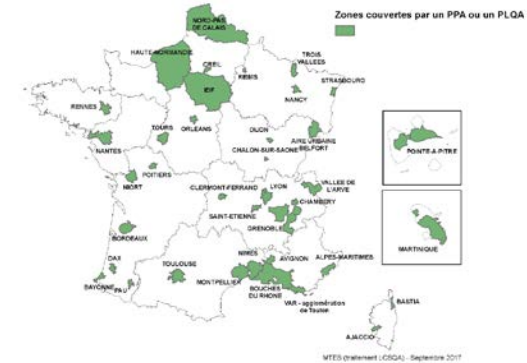 Zones couvertes par un PPA ou un PLQA
NORD-PAS
DE CALAIS
HAUTE-NORMANDIE
CREIL
REIMS
TROIS
VALLEES
STRASBOURG
IDF
NANCY
RENNES
ORLEANS
TOURS
DIJON
AIRE URBAINE
BELFORT
NANTES
CHALON-SUR-SAONE
POITIERS
NIORT
POINTE-A-PITRE
CLERMONT-FERRAND
LYON
VALLEE DE
L'ARVE
CHAMBERY
SAINT-ETIENNE
GRENOBLE
BORDEAUX
MARTINIQUE
DAX
TOULOUSE
NIMES
AVIGNON
ALPES-MARITIMES
BAYONNE
PAU
MONTPELLIER
BOUCHES
DU RHONE
VAR - agglomération
de Toulon
BASTIA
AJACCIO
MTES (traitement LCSQA) - Septembre 2017